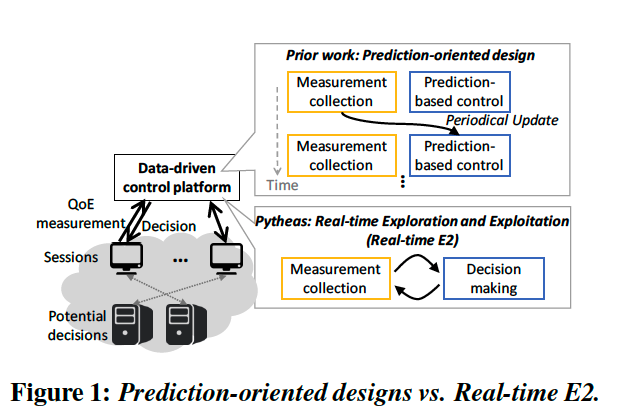 Prior work: Prediction-oriented design
Measurement
collection
Prediction-
based control
Periodical Update
Measurement
collection
Prediction-
based control
Time
Data-driven
control platform
QoE
measurement
Decision
Sessions
...
Potential
decisions
Pytheas: Real-time Exploration and Exploitation
(Real-time E2)
Measurement
collection
Decision
making
Figure 1: Prediction-oriented designs vs. Real-time E2.